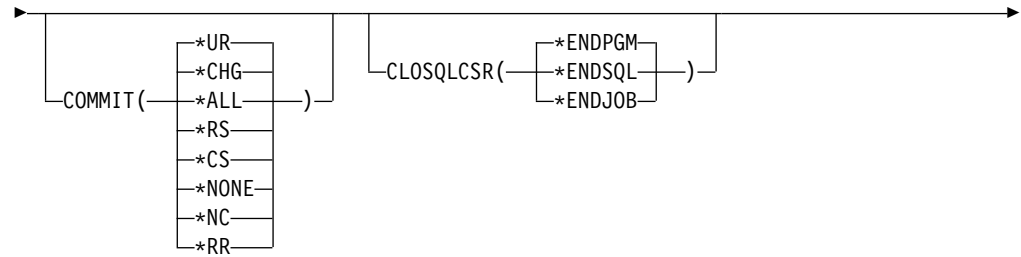 *UR
*CHG
COMMIT( *ALL )
*RS
*CS
*NONE
*NC
*RR
*ENDPGM
CLOSQLCSR( *ENDSQL )
*ENDJOB